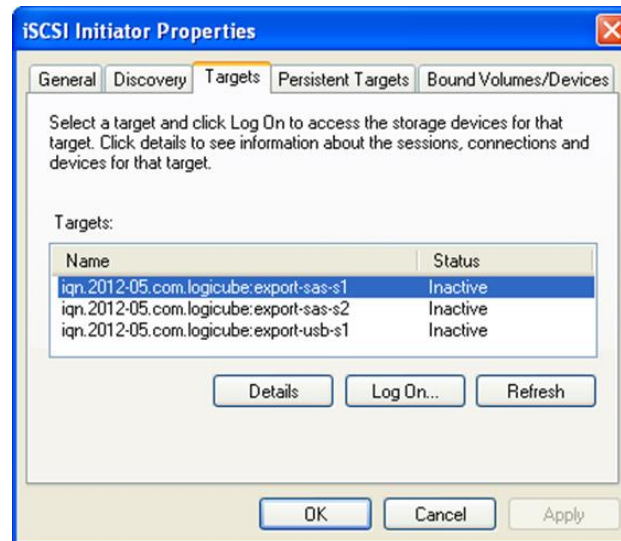 iSCSI Initiator Properties
General Discovery Targets Persistent Targets Bound Volumes/Devices
Select a target and click Log On to access the storage devices for that
target. Click details to see information about the sessions, connections and
devices for that target.
Targets:
Name Status
iqn.2012-05.com.logicube:export-sas-s1 Inactive
iqn.2012-05.com.logicube:export-sas-s2 Inactive
iqn.2012-05.com.logicube:export-usb-s1 Inactive
Details Log On... Refresh
OK Cancel Apply